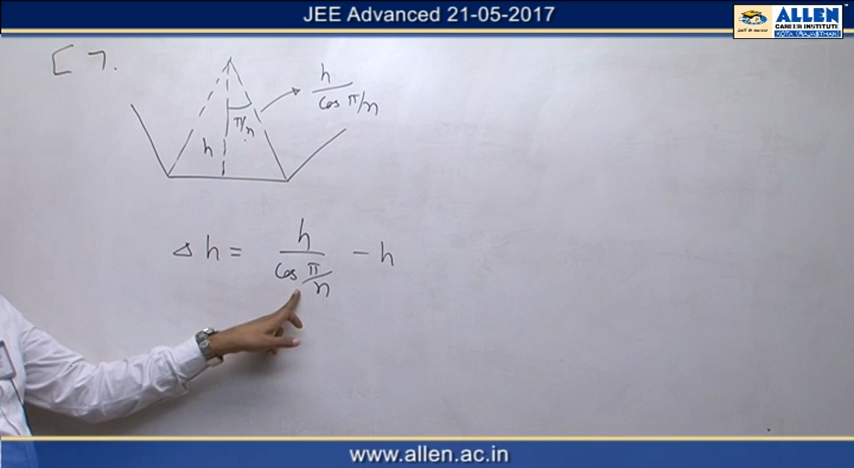 JEE Advanced 21-05-2017
ALLEN
CAREER INSTITUTE
KOTA (RAJASTHAN)
[ 7.
h / cos π/n
π/n
h
Δh = h / cos π/n - h
www.allen.ac.in